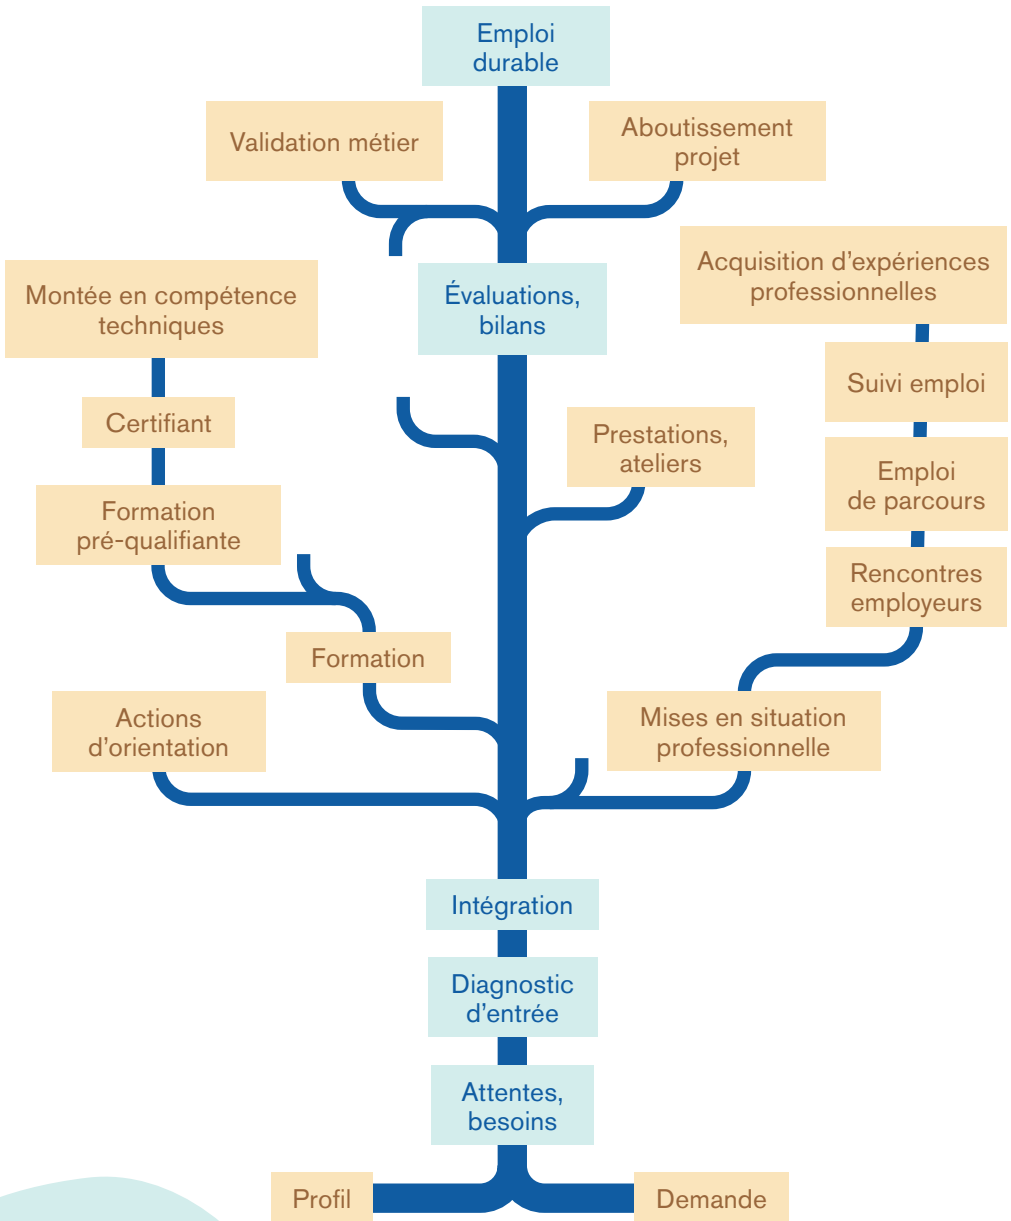 Emploi
durable
Validation métier
Aboutissement
projet
Acquisition d'expériences
professionnelles
Montée en compétence
techniques
Évaluations,
bilans
Suivi emploi
Certifiant
Prestations,
ateliers
Emploi
de parcours
Formation
pré-qualifiante
Rencontres
employeurs
Formation
Actions
d'orientation
Mises en situation
professionnelle
Intégration
Diagnostic
d'entrée
Attentes,
besoins
Profil
Demande